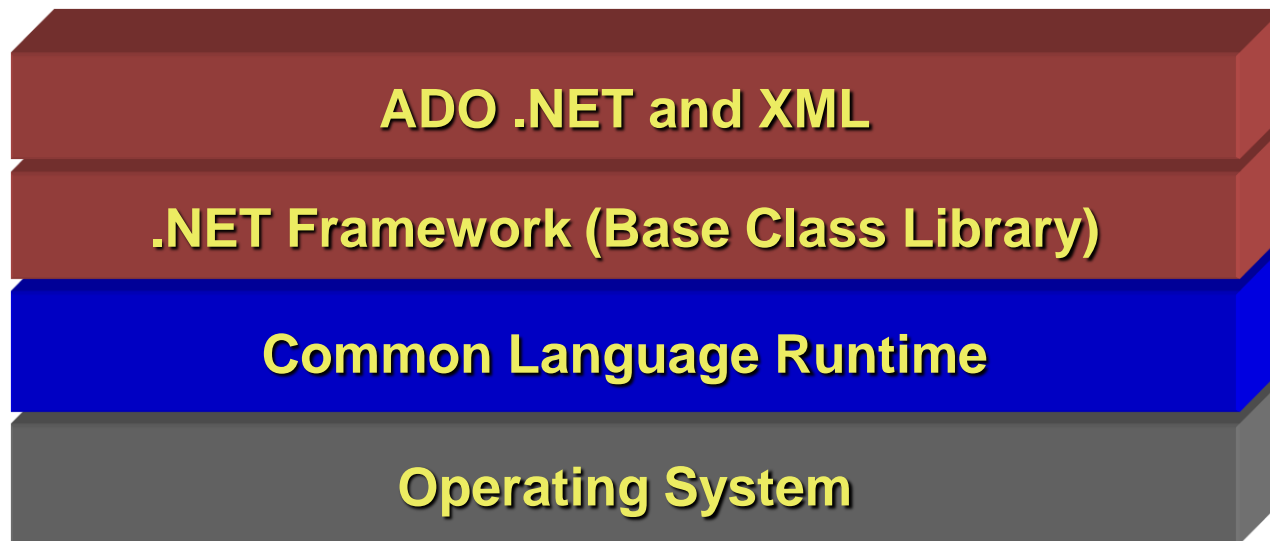 ADO .NET and XML
.NET Framework (Base Class Library)
Common Language Runtime
Operating System